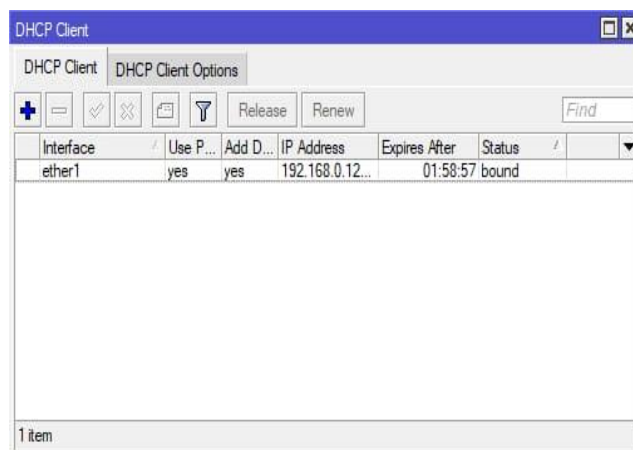 DHCP Client
DHCP Client DHCP Client Options
Release Renew Find
Interface Use P... Add D... IP Address Expires After Status
ether1 yes yes 192.168.0.12... 01:58:57 bound
1 item